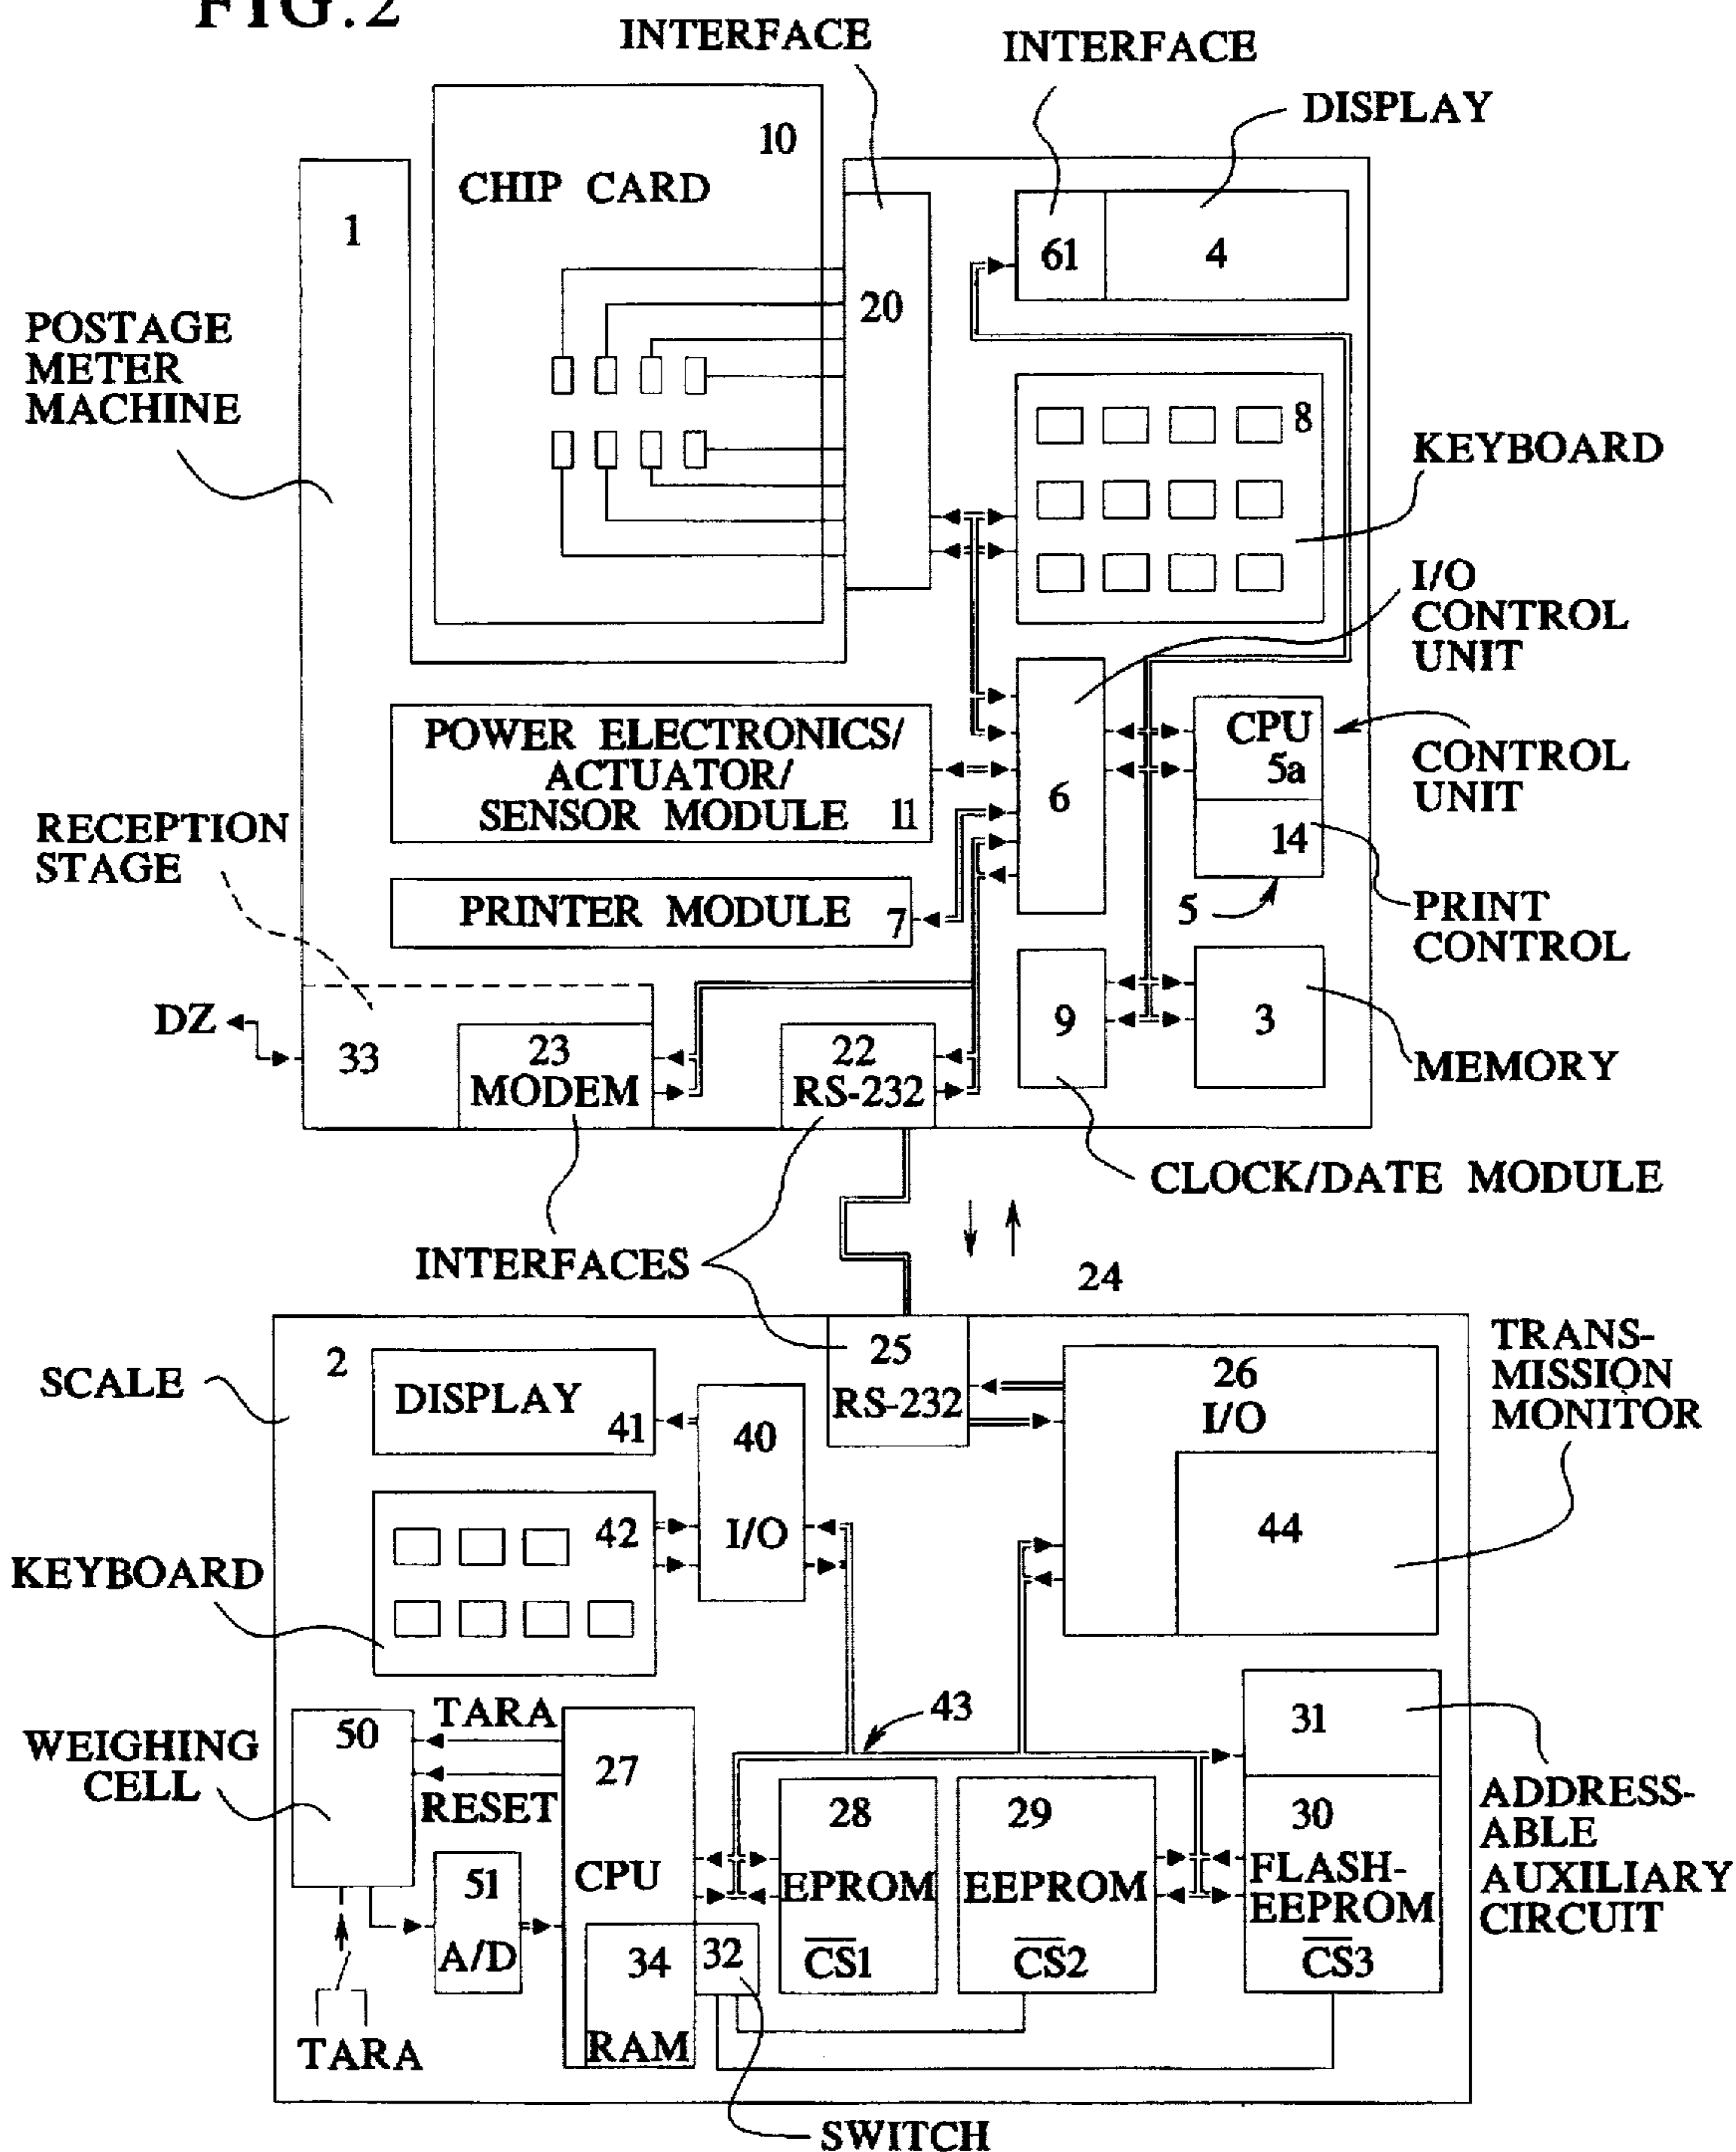 FIG.2
INTERFACE
INTERFACE
DISPLAY
10
CHIP CARD
1
61
4
20
POSTAGE
METER
MACHINE
8
KEYBOARD
I/O
CONTROL
UNIT
POWER ELECTRONICS/
ACTUATOR/
SENSOR MODULE
11
6
CPU
5a
CONTROL
UNIT
14
RECEPTION
STAGE
PRINTER MODULE
7
5
PRINT
CONTROL
DZ
33
23
MODEM
22
RS-232
9
3
MEMORY
CLOCK/DATE MODULE
INTERFACES
24
SCALE
2
DISPLAY
41
40
I/O
25
RS-232
26
I/O
TRANS-
MISSION
MONITOR
44
42
KEYBOARD
43
31
WEIGHING
CELL
50
TARA
RESET
27
CPU
28
EPROM
CS1
29
EEPROM
CS2
30
FLASH-
EEPROM
CS3
ADDRESS-
ABLE
AUXILIARY
CIRCUIT
51
A/D
34
RAM
32
TARA
SWITCH